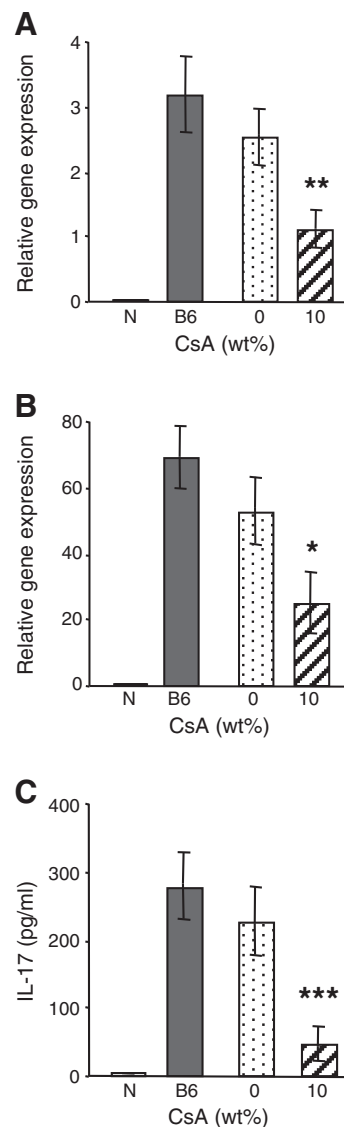 A
Relative gene expression
4
3
2
1
0
**
N B6 0 10
CsA (wt%)
B
Relative gene expression
80
60
40
20
0
*
N B6 0 10
CsA (wt%)
C
IL-17 (pg/ml)
400
300
200
100
0
***
N B6 0 10
CsA (wt%)